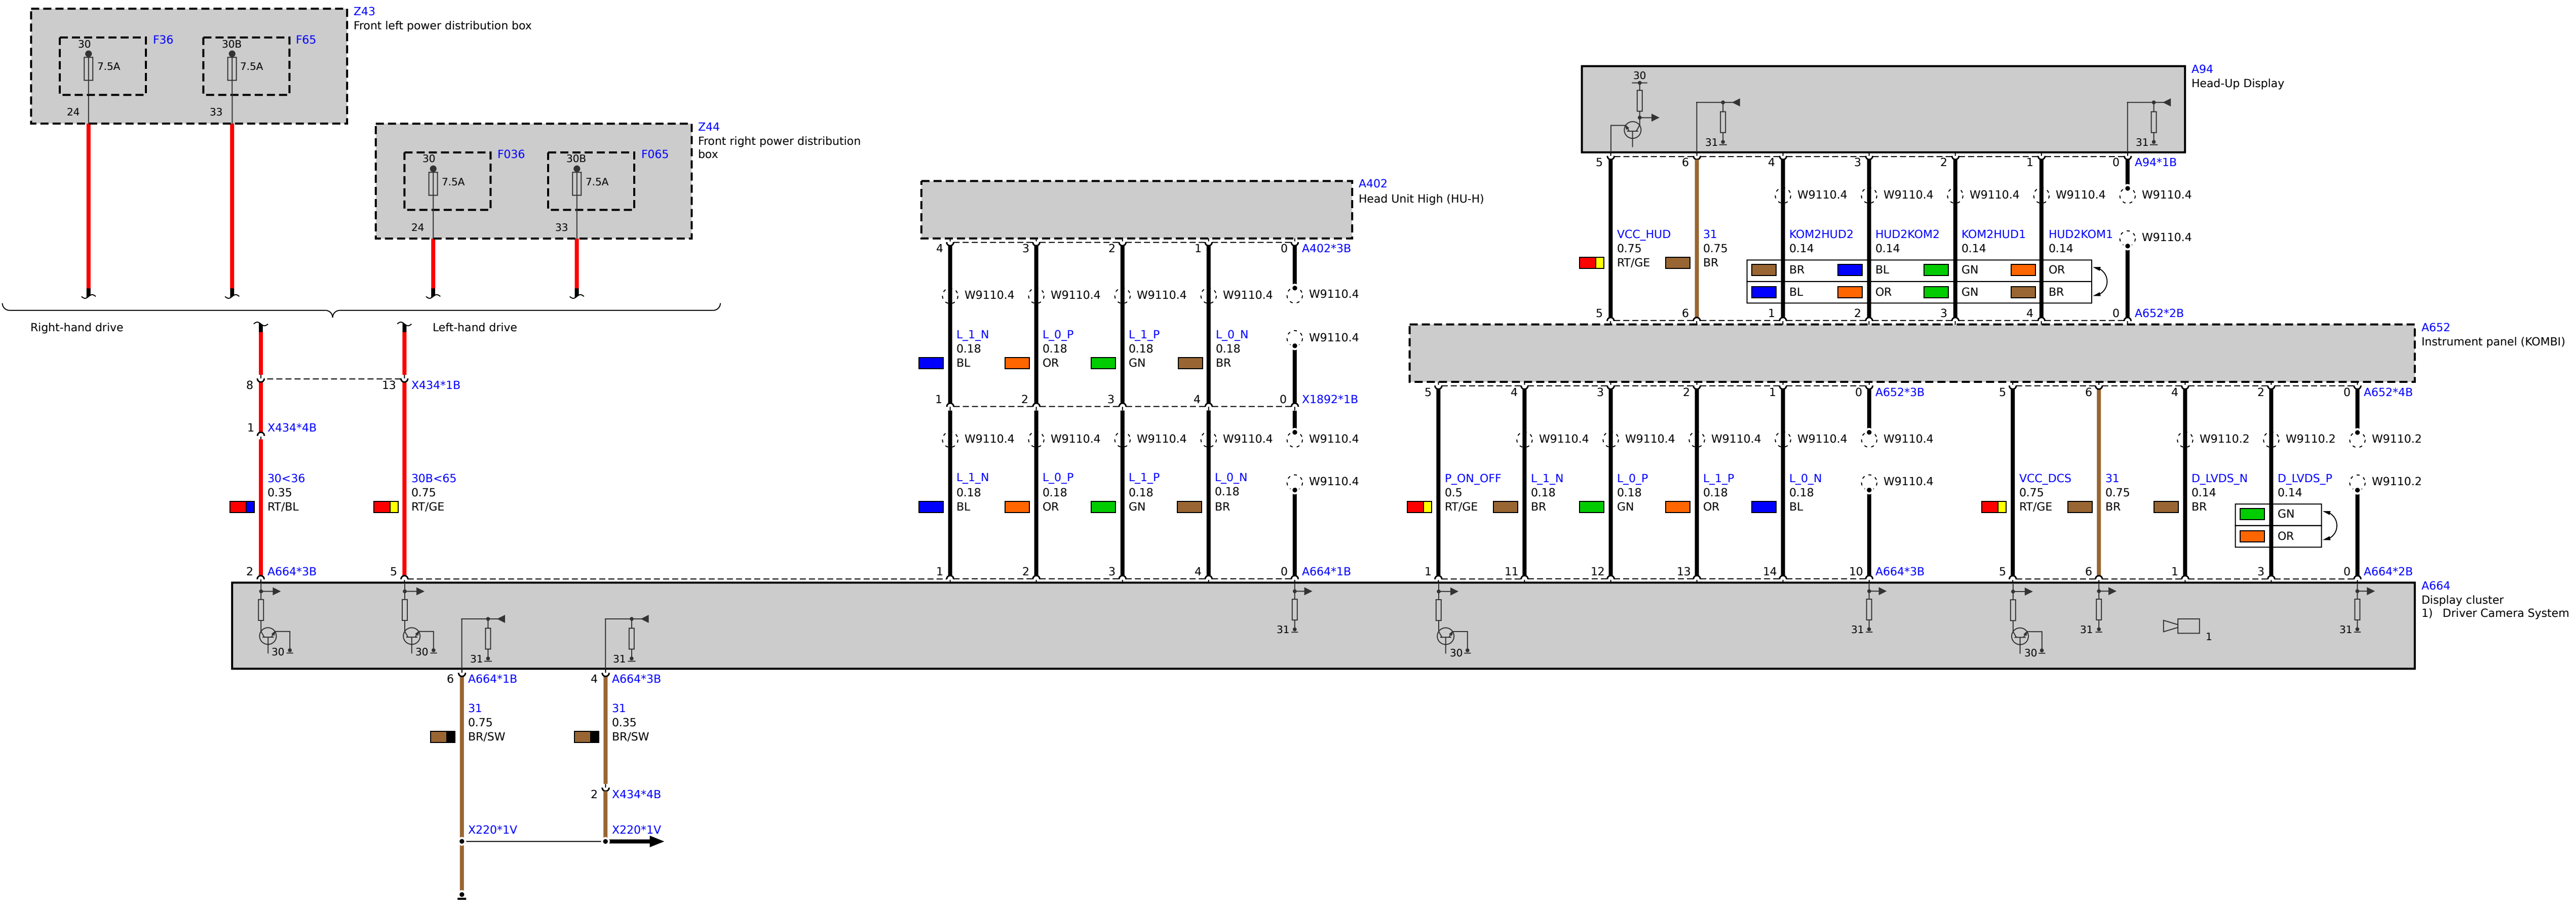 Z43
Front left power distribution box
30 F36 30B F65
7.5A 7.5A
24 33
Z44
Front right power distribution
box
30 F036 30B F065
7.5A 7.5A
24 33
Right-hand drive
Left-hand drive
8 13 X434*1B
1 X434*4B
30<36
0.35
RT/BL
30B<65
0.75
RT/GE
2 A664*3B 5
A402
Head Unit High (HU-H)
4 3 2 1 0 A402*3B
W9110.4 W9110.4 W9110.4 W9110.4 W9110.4
L_1_N L_0_P L_1_P L_0_N W9110.4
0.18 0.18 0.18 0.18
BL OR GN BR
1 2 3 4 0 X1892*1B
W9110.4 W9110.4 W9110.4 W9110.4 W9110.4
L_1_N L_0_P L_1_P L_0_N W9110.4
0.18 0.18 0.18 0.18
BL OR GN BR
1 2 3 4 0 A664*1B
A94
Head-Up Display
30
31 31
5 6 4 3 2 1 0 A94*1B
W9110.4 W9110.4 W9110.4 W9110.4 W9110.4
VCC_HUD 31 KOM2HUD2 HUD2KOM2 KOM2HUD1 HUD2KOM1 W9110.4
0.75 0.75 0.14 0.14 0.14 0.14
RT/GE BR BR BL GN OR
BL OR GN BR
5 6 1 2 3 4 0 A652*2B
A652
Instrument panel (KOMBI)
5 4 3 2 1 0 A652*3B
W9110.4 W9110.4 W9110.4 W9110.4 W9110.4
P_ON_OFF L_1_N L_0_P L_1_P L_0_N W9110.4
0.5 0.18 0.18 0.18 0.18
RT/GE BR GN OR BL
1 11 12 13 14 10 A664*3B
5 6 4 2 0 A652*4B
W9110.2 W9110.2 W9110.2
VCC_DCS 31 D_LVDS_N D_LVDS_P W9110.2
0.75 0.75 0.14 0.14
RT/GE BR BR GN
OR
5 6 1 3 0 A664*2B
A664
Display cluster
1) Driver Camera System
30 30 31 31 31 30 31 30 31 1 31
6 A664*1B 4 A664*3B
31 31
0.75 0.35
BR/SW BR/SW
2 X434*4B
X220*1V X220*1V